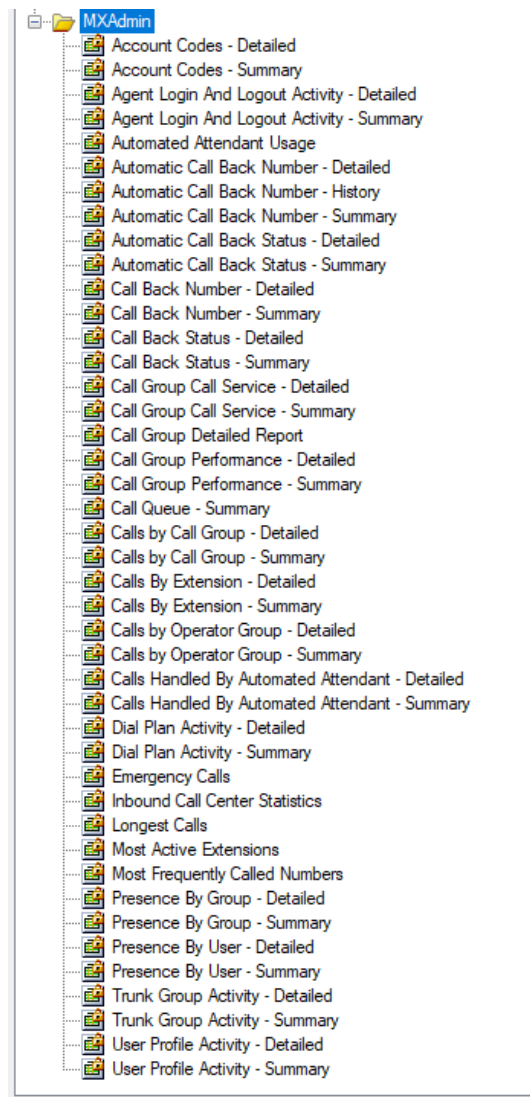 MXAdmin
Account Codes - Detailed
Account Codes - Summary
Agent Login And Logout Activity - Detailed
Agent Login And Logout Activity - Summary
Automated Attendant Usage
Automatic Call Back Number - Detailed
Automatic Call Back Number - History
Automatic Call Back Number - Summary
Automatic Call Back Status - Detailed
Automatic Call Back Status - Summary
Call Back Number - Detailed
Call Back Number - Summary
Call Back Status - Detailed
Call Back Status - Summary
Call Group Call Service - Detailed
Call Group Call Service - Summary
Call Group Detailed Report
Call Group Performance - Detailed
Call Group Performance - Summary
Call Queue - Summary
Calls by Call Group - Detailed
Calls by Call Group - Summary
Calls By Extension - Detailed
Calls By Extension - Summary
Calls by Operator Group - Detailed
Calls by Operator Group - Summary
Calls Handled By Automated Attendant - Detailed
Calls Handled By Automated Attendant - Summary
Dial Plan Activity - Detailed
Dial Plan Activity - Summary
Emergency Calls
Inbound Call Center Statistics
Longest Calls
Most Active Extensions
Most Frequently Called Numbers
Presence By Group - Detailed
Presence By Group - Summary
Presence By User - Detailed
Presence By User - Summary
Trunk Group Activity - Detailed
Trunk Group Activity - Summary
User Profile Activity - Detailed
User Profile Activity - Summary